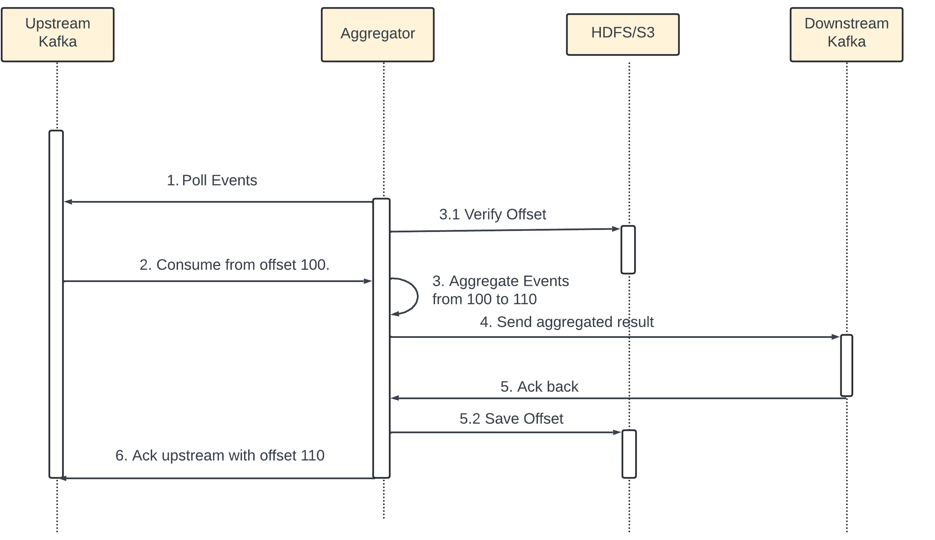 Upstream
Kafka
Aggregator
HDFS/S3
Downstream
Kafka
1. Poll Events
3.1 Verify Offset
2. Consume from offset 100.
3. Aggregate Events
from 100 to 110
4. Send aggregated result
5. Ack back
5.2 Save Offset
6. Ack upstream with offset 110